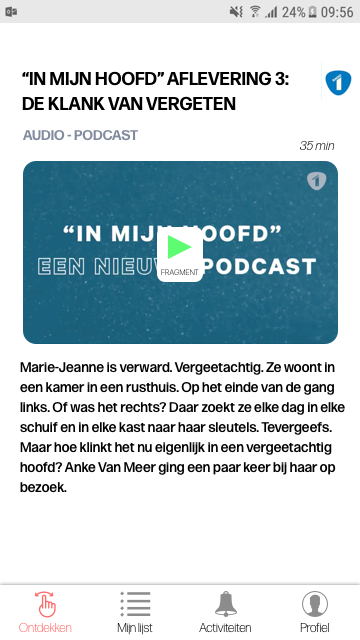 24% 09:56
“IN MIJN HOOFD” AFLEVERING 3:
DE KLANK VAN VERGETEN
1
AUDIO - PODCAST
35 min
1
“IN MIJN HOOFD”
EEN NIEUW PODCAST
FRAGMENT
Marie-Jeanne is verward. Vergeetachtig. Ze woont in
een kamer in een rusthuis. Op het einde van de gang
links. Of was het rechts? Daar zoekt ze elke dag in elke
schuif en in elke kast naar haar sleutels. Tevergeefs.
Maar hoe klinkt het nu eigenlijk in een vergeetachtig
hoofd? Anke Van Meer ging een paar keer bij haar op
bezoek.
Ontdekken Mijn lijst Activiteiten Profiel